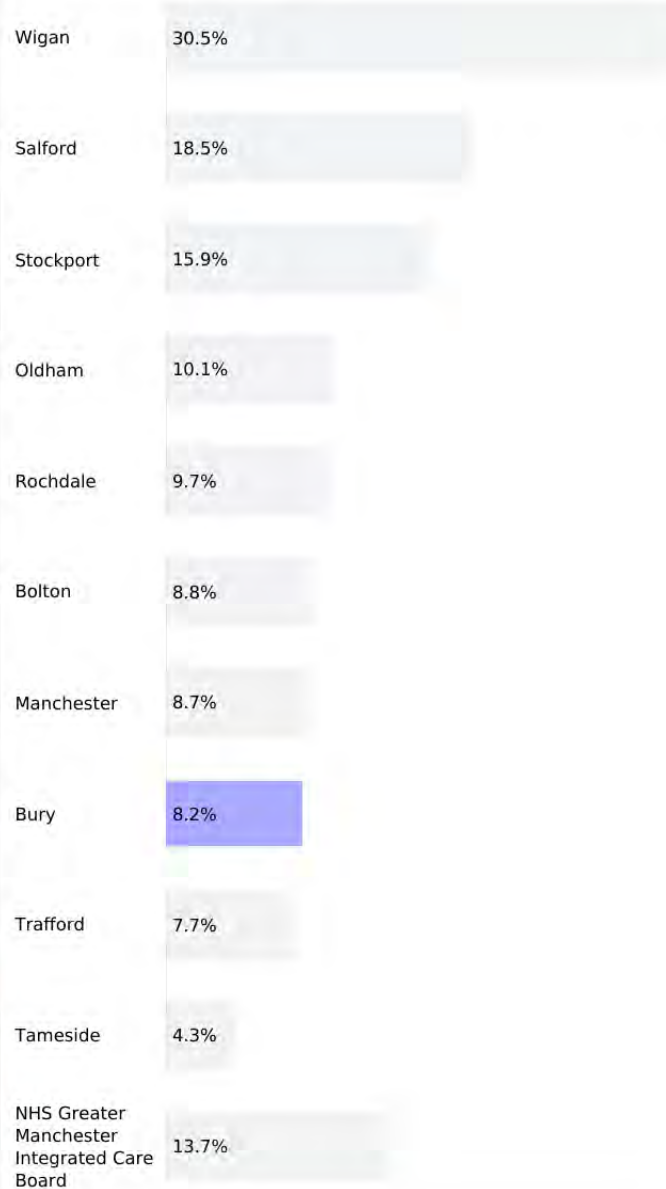 Wigan 30.5%
Salford 18.5%
Stockport 15.9%
Oldham 10.1%
Rochdale 9.7%
Bolton 8.8%
Manchester 8.7%
Bury 8.2%
Trafford 7.7%
Tameside 4.3%
NHS Greater
Manchester
Integrated Care
Board
13.7%